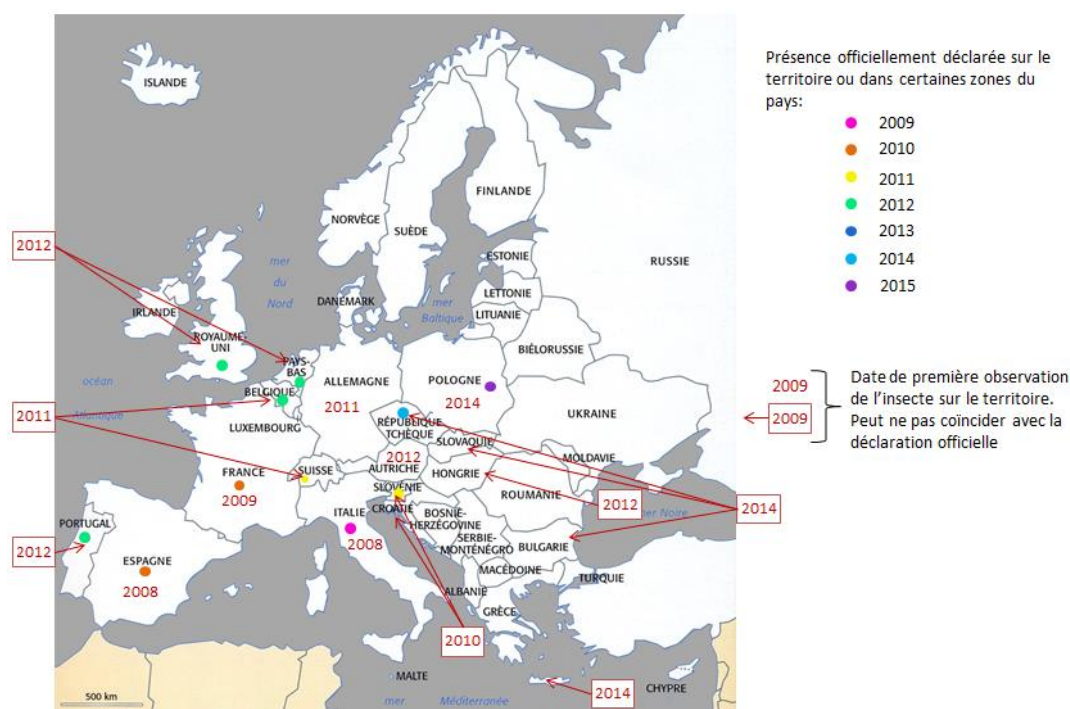 ISLANDE
NORVÈGE
SUÈDE
FINLANDE
RUSSIE
ESTONIE
LETTONIE
LITUANIE
BIÉLORUSSIE
mer
du
Nord
DANEMARK
mer
Baltique
2012
IRLANDE
ROYAUME-
UNI
PAYS-
BAS
BELGIQUE
LUXEMBOURG
ALLEMAGNE
2011
POLOGNE
2014
RÉPUBLIQUE
TCHÈQUE
SLOVAQUIE
UKRAINE
MOLDAVIE
océan
Atlantique
2011
FRANCE
2009
SUISSE
2012
AUTRICHE
HONGRIE
SLOVÉNIE
CROATIE
ROUMANIE
2012
mer Noire
2014
ITALIE
2008
BOSNIE-
HERZÉGOVINE
SERBIE-
MONTÉNÉGRO
BULGARIE
MACÉDOINE
ALBANIE
GRÈCE
TURQUIE
PORTUGAL
2012
ESPAGNE
2008
2010
MALTE
2014
CHYPRE
mer Méditerranée
500 km
Présence officiellement déclarée sur le
territoire ou dans certaines zones du
pays:
2009
2010
2011
2012
2013
2014
2015
2009
2009
Date de première observation
de l’insecte sur le territoire.
Peut ne pas coïncider avec la
déclaration officielle